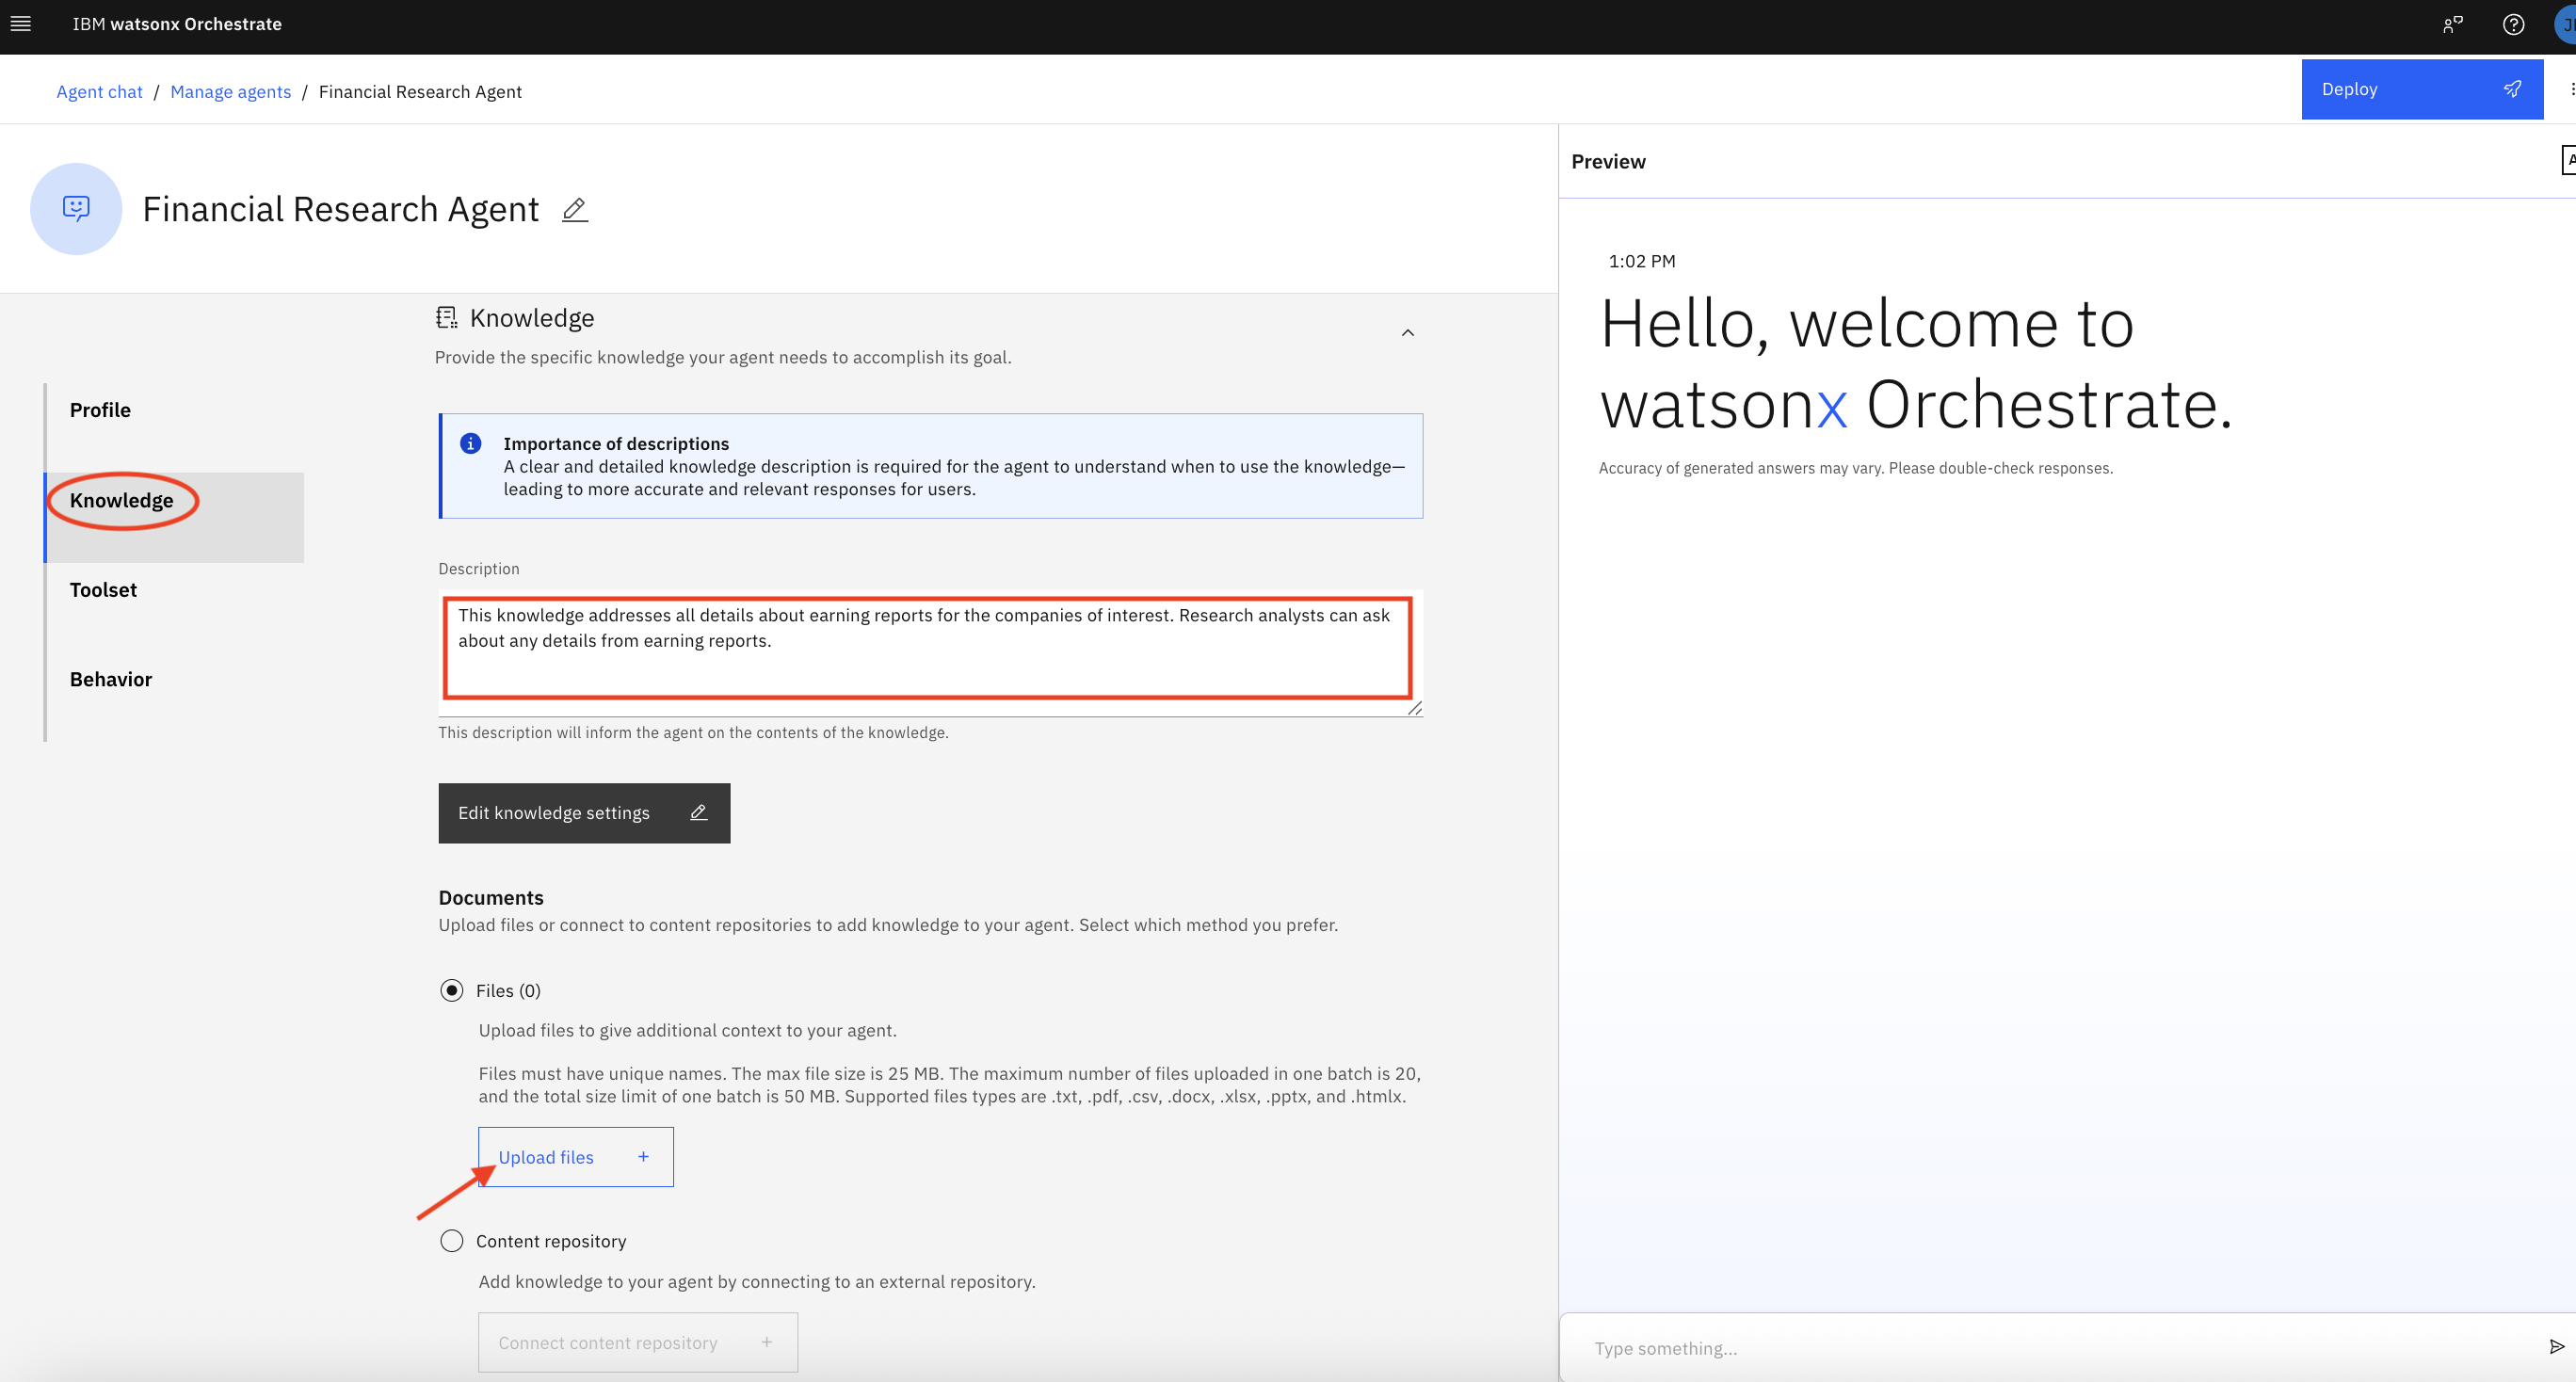 IBM watsonx Orchestrate
Agent chat / Manage agents / Financial Research Agent
Deploy
Financial Research Agent
Knowledge
Provide the specific knowledge your agent needs to accomplish its goal.
Profile
Knowledge
Toolset
Behavior
Importance of descriptions
A clear and detailed knowledge description is required for the agent to understand when to use the knowledge—
leading to more accurate and relevant responses for users.
Description
This knowledge addresses all details about earning reports for the companies of interest. Research analysts can ask
about any details from earning reports.
This description will inform the agent on the contents of the knowledge.
Edit knowledge settings
Documents
Upload files or connect to content repositories to add knowledge to your agent. Select which method you prefer.
Files (0)
Upload files to give additional context to your agent.
Files must have unique names. The max file size is 25 MB. The maximum number of files uploaded in one batch is 20,
and the total size limit of one batch is 50 MB. Supported files types are .txt, .pdf, .csv, .docx, .xlsx, .pptx, and .htmlx.
Upload files +
Content repository
Add knowledge to your agent by connecting to an external repository.
Connect content repository +
Preview
1:02 PM
Hello, welcome to
watsonx Orchestrate.
Accuracy of generated answers may vary. Please double-check responses.
Type something...